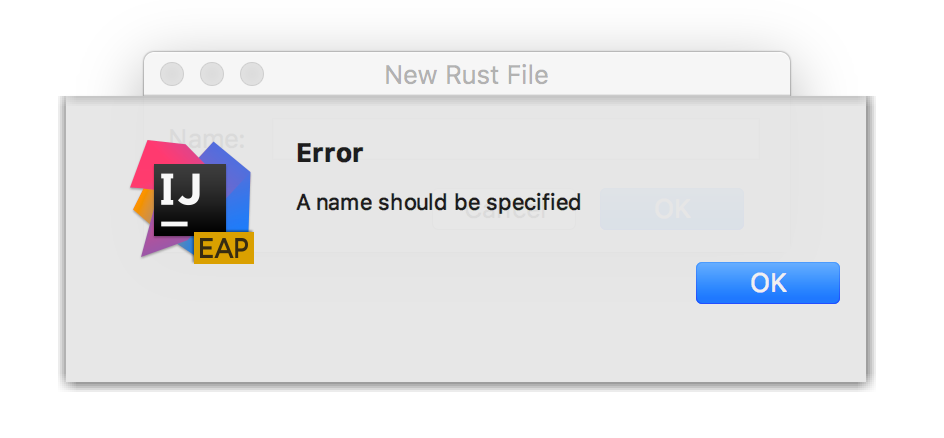 New Rust File
Name:
Error
A name should be specified
Cancel
OK
IJ
EAP
OK